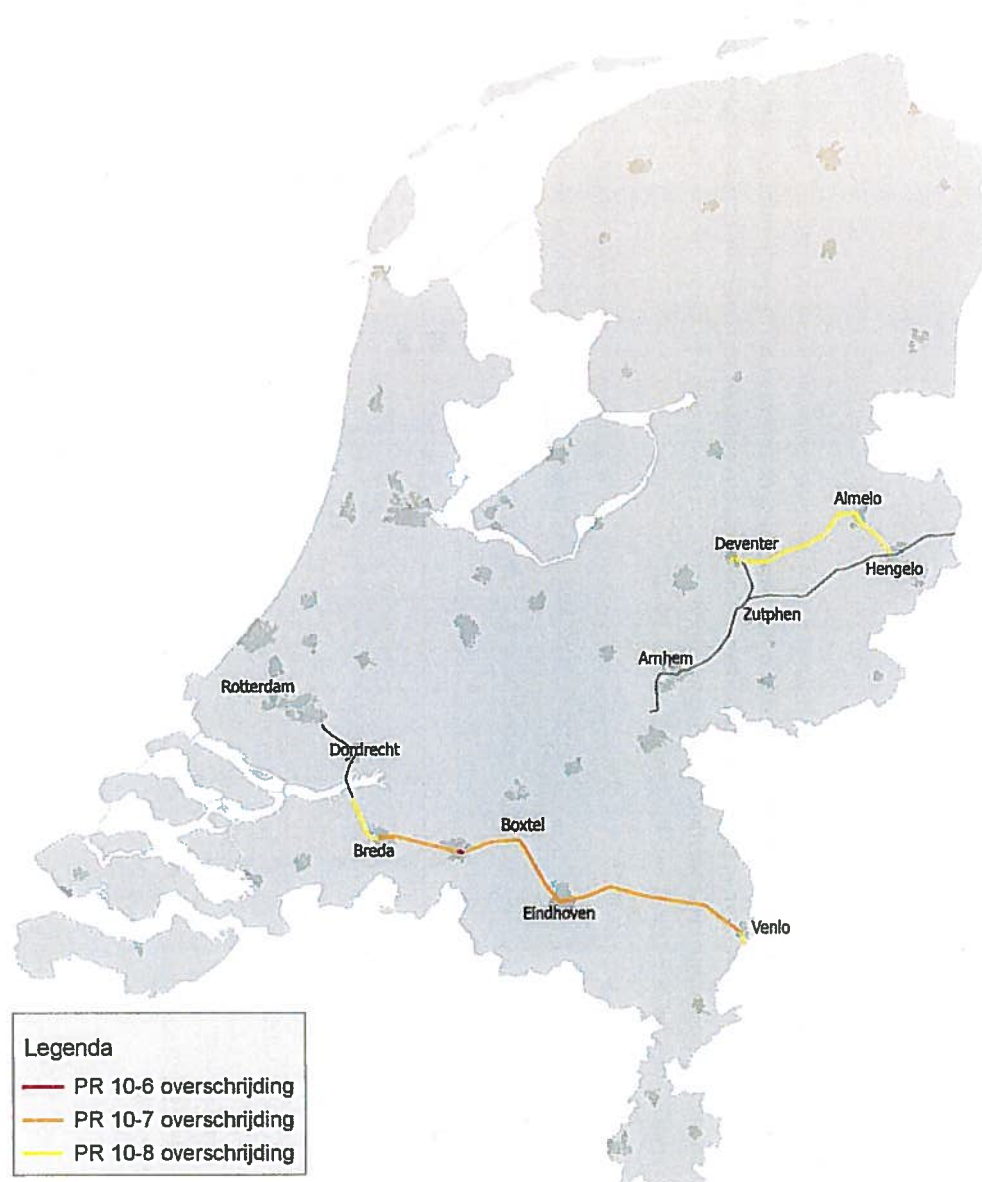 Almelo
Deventer
Hengelo
Zutphen
Arnhem
Rotterdam
Dordrecht
Boxtel
Breda
Eindhoven
Venlo
Legenda
PR 10-6 overschrijding
PR 10-7 overschrijding
PR 10-8 overschrijding